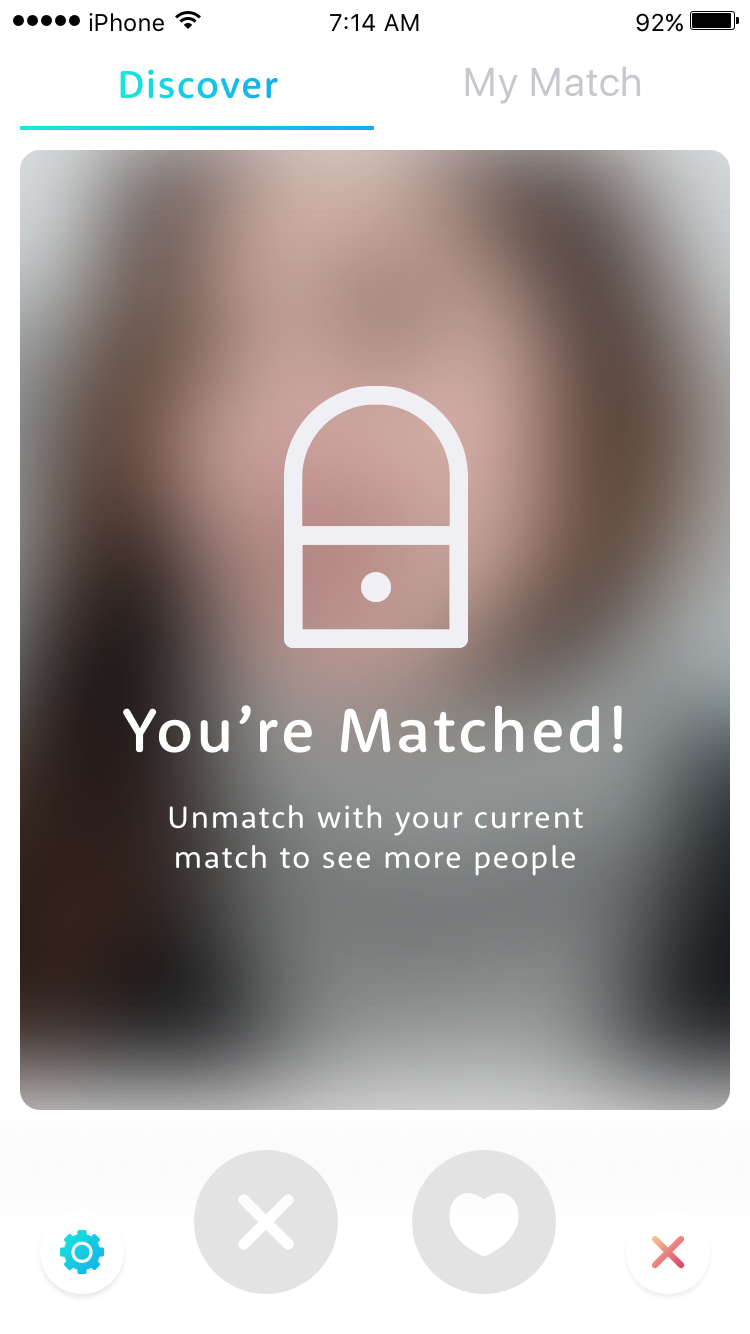 iPhone 7:14 AM 92%
Discover My Match
You’re Matched!
Unmatch with your current
match to see more people